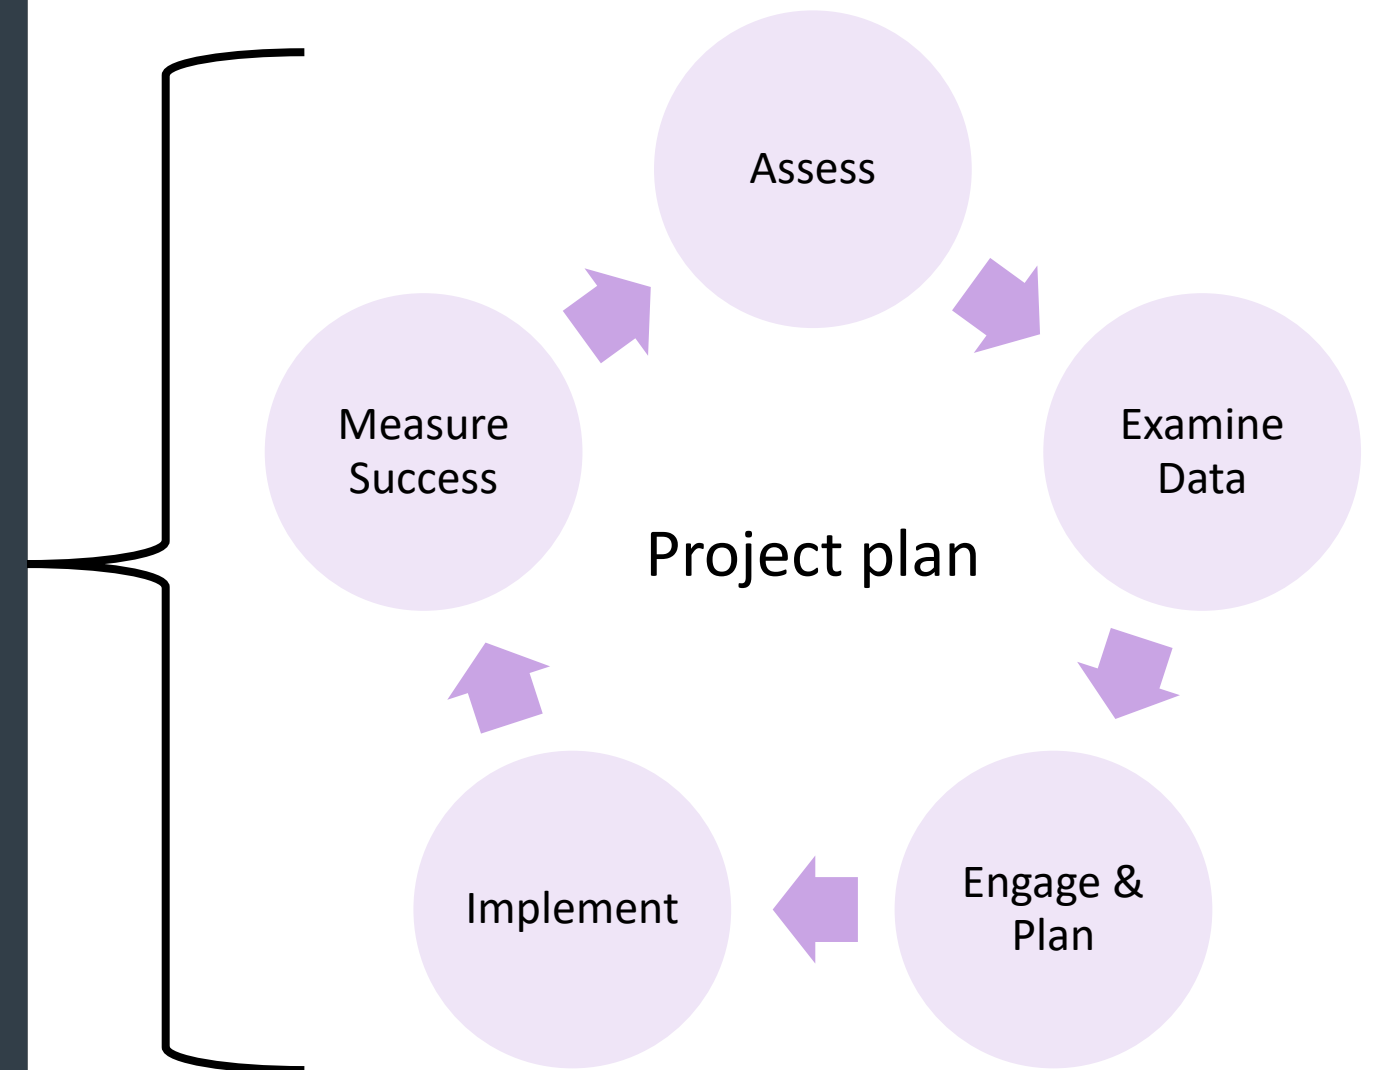 Assess
Examine
Data
Engage &
Plan
Implement
Measure
Success
Project plan